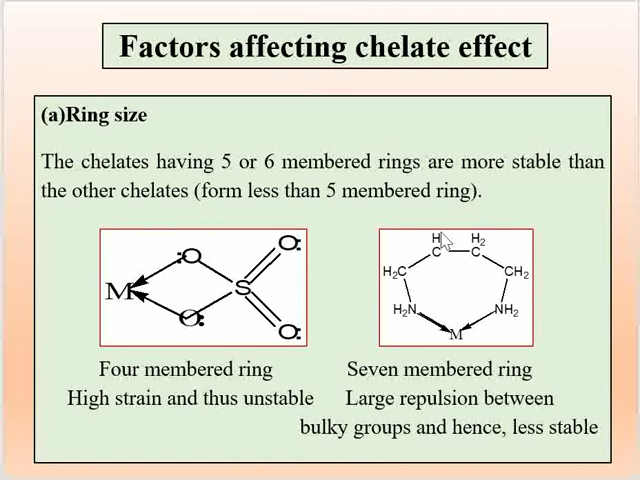 Factors affecting chelate effect
(a)Ring size
The chelates having 5 or 6 membered rings are more stable than
the other chelates (form less than 5 membered ring).
M O O S O O
H C H2 C
H2C CH2
H2N NH2
M
Four membered ring
High strain and thus unstable
Seven membered ring
Large repulsion between
bulky groups and hence, less stable